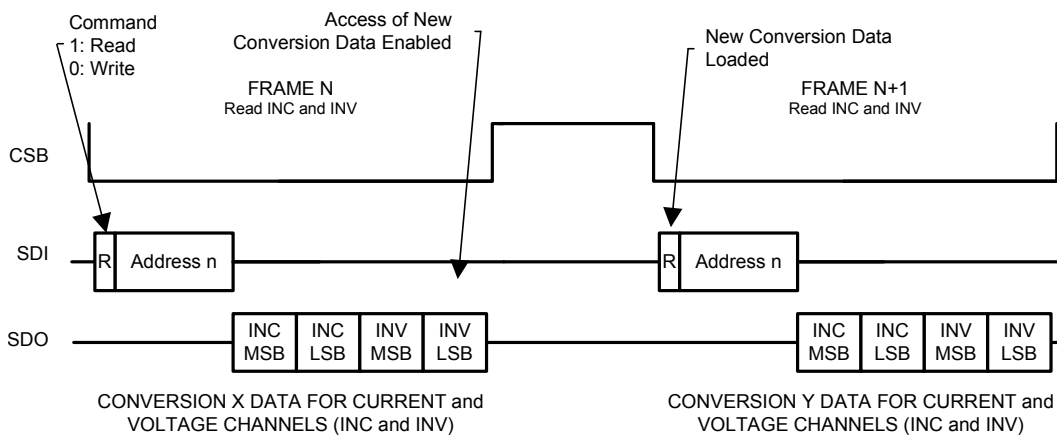 Command
1: Read
0: Write
Access of New
Conversion Data Enabled
New Conversion Data
Loaded
FRAME N
Read INC and INV
FRAME N+1
Read INC and INV
CSB
SDI
R
Address n
R
Address n
SDO
INC
MSB
INC
LSB
INV
MSB
INV
LSB
INC
MSB
INC
LSB
INV
MSB
INV
LSB
CONVERSION X DATA FOR CURRENT and
VOLTAGE CHANNELS (INC and INV)
CONVERSION Y DATA FOR CURRENT and
VOLTAGE CHANNELS (INC and INV)